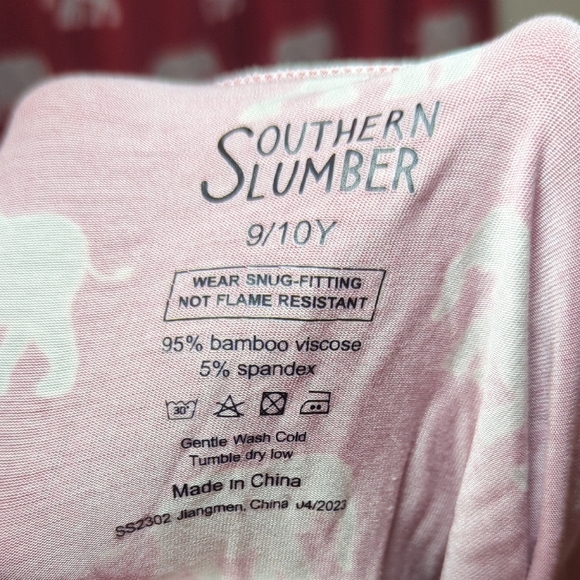 SOUTHERN
SLUMBER
9/10Y
WEAR SNUG-FITTING
NOT FLAME RESISTANT
95% bamboo viscose
5% spandex
30°
Gentle Wash Cold
Tumble dry low
Made in China
SS2302 Jiangmen, China 04/2023